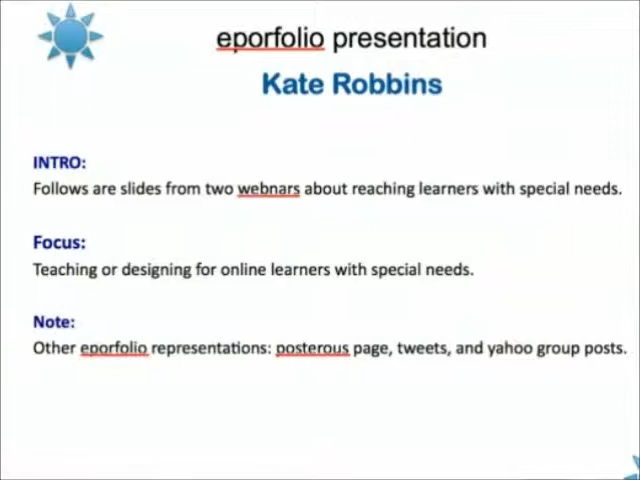 eporfolio presentation
Kate Robbins
INTRO:
Follows are slides from two webnars about reaching learners with special needs.
Focus:
Teaching or designing for online learners with special needs.
Note:
Other eporfolio representations: posterous page, tweets, and yahoo group posts.